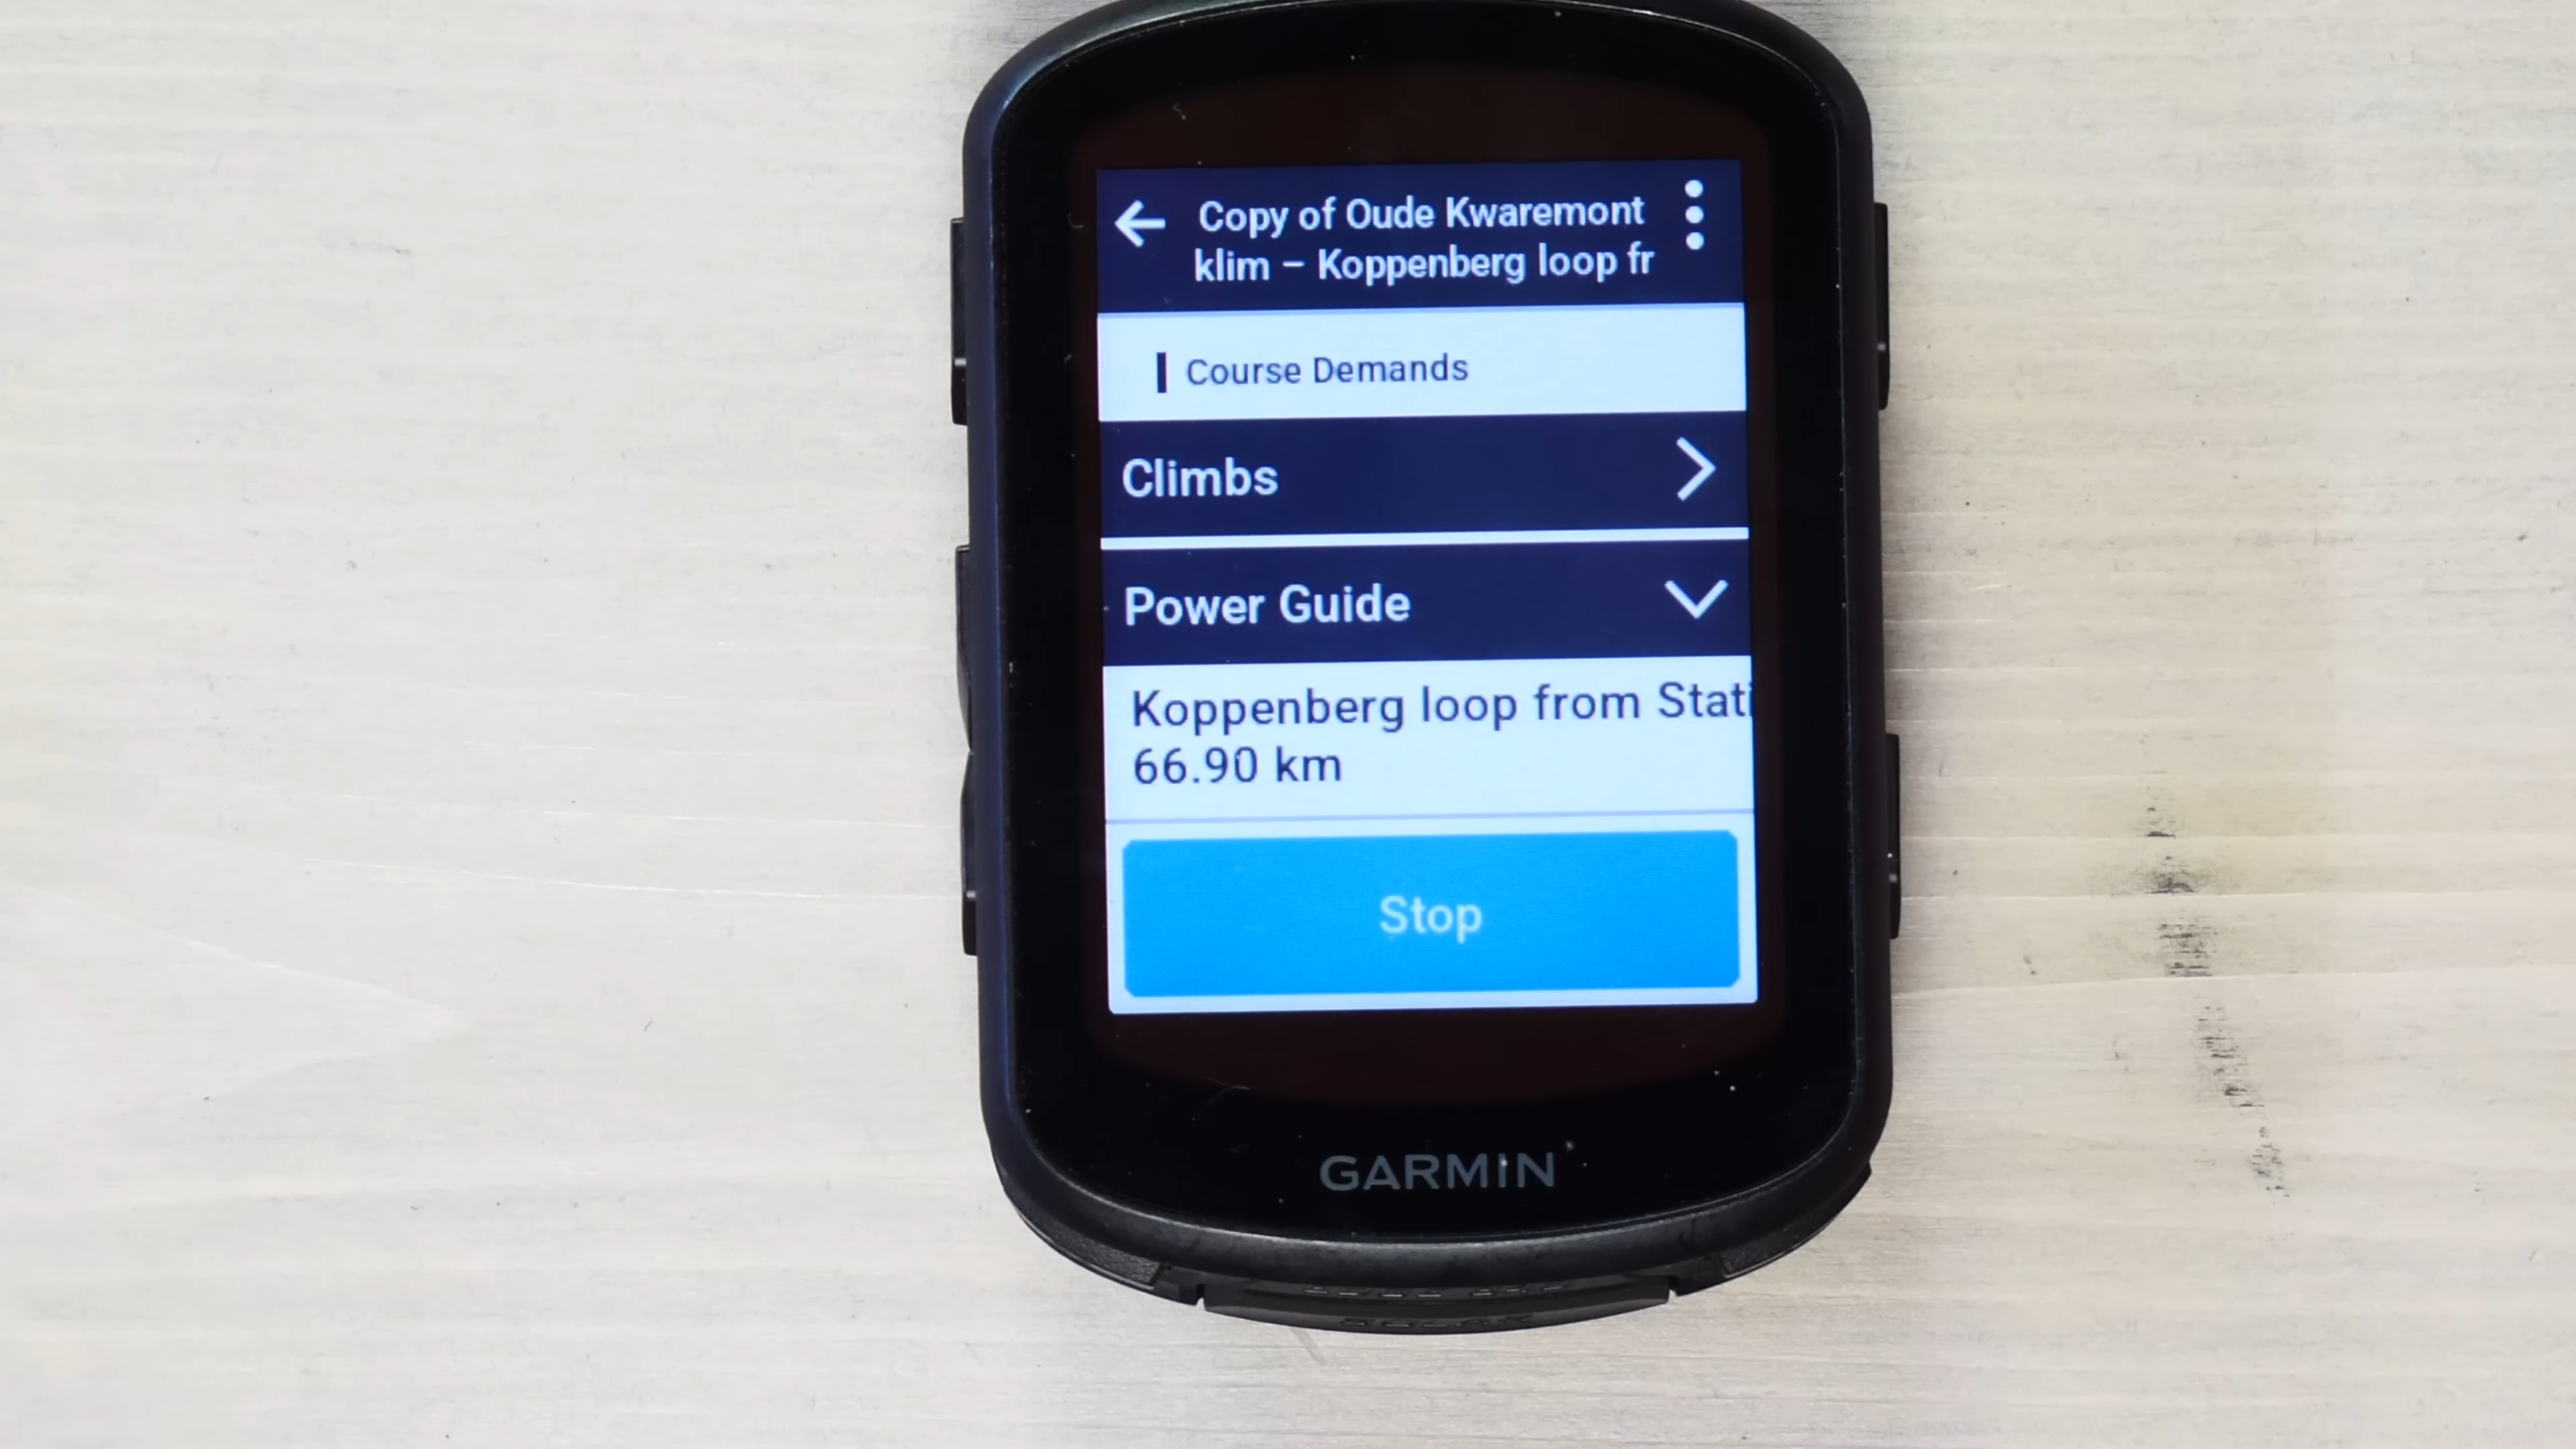 Copy of Oude Kwaremont
klim – Koppenberg loop fr
Course Demands
Climbs
Power Guide
Koppenberg loop from Stati
66.90 km
Stop
GARMIN
SOLAR